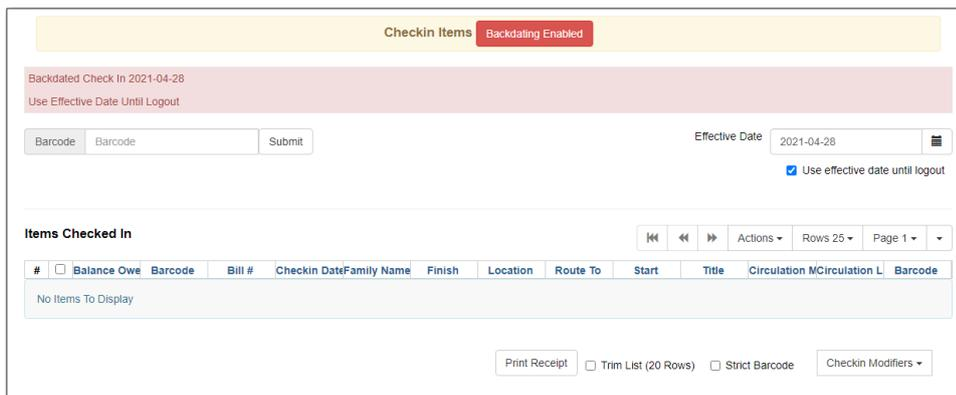 Checkin Items Backdating Enabled
Backdated Check In 2021-04-28
Use Effective Date Until Logout
Barcode Barcode Submit Effective Date 2021-04-28
Use effective date until logout
Items Checked In Actions Rows 25 Page 1
# Balance Owe Barcode Bill # Checkin Date Family Name Finish Location Route To Start Title Circulation M Circulation L Barcode
No Items To Display
Print Receipt Trim List (20 Rows) Strict Barcode Checkin Modifiers